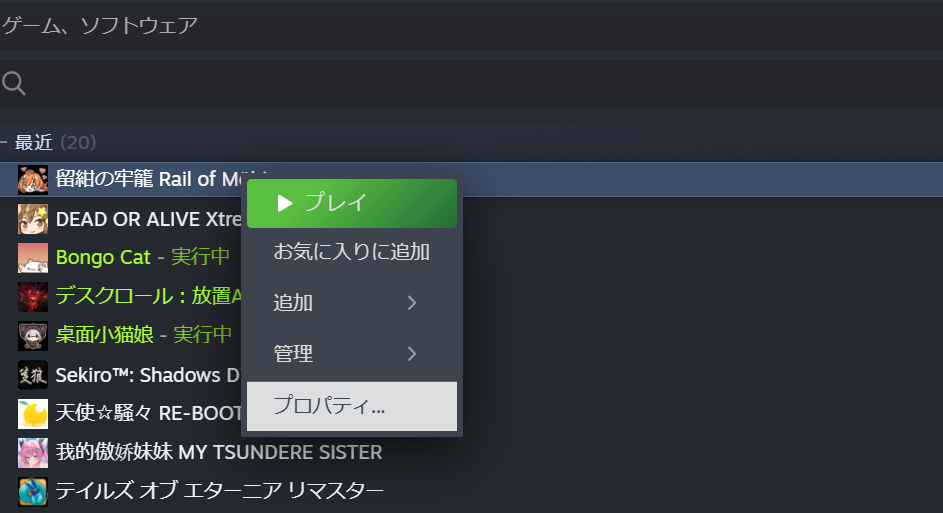 ゲーム、ソフトウェア
最近 (20)
留紺の牢籠 Rail of
プレイ
DEAD OR ALIVE
お気に入りに追加
Bongo Cat - 実行中
デスクロール：放置
追加
桌面小猫娘 - 実行中
管理
Sekiro™: Shadows
プロパティ...
天使☆騒々 RE-BOOT
我的傲娇妹妹 MY TSUNDERE SISTER
テイルズ オブ エターニア リマスター